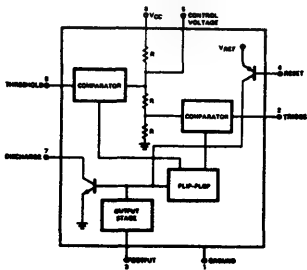 8 VCC
5 CONTROL VOLTAGE
R
VREF
THRESHOLD 6
COMPARATOR
4 RESET
R
COMPARATOR
2 TRIGGER
R
DISCHARGE 7
FLIP-FLOP
OUTPUT STAGE
3 OUTPUT
1 GROUND